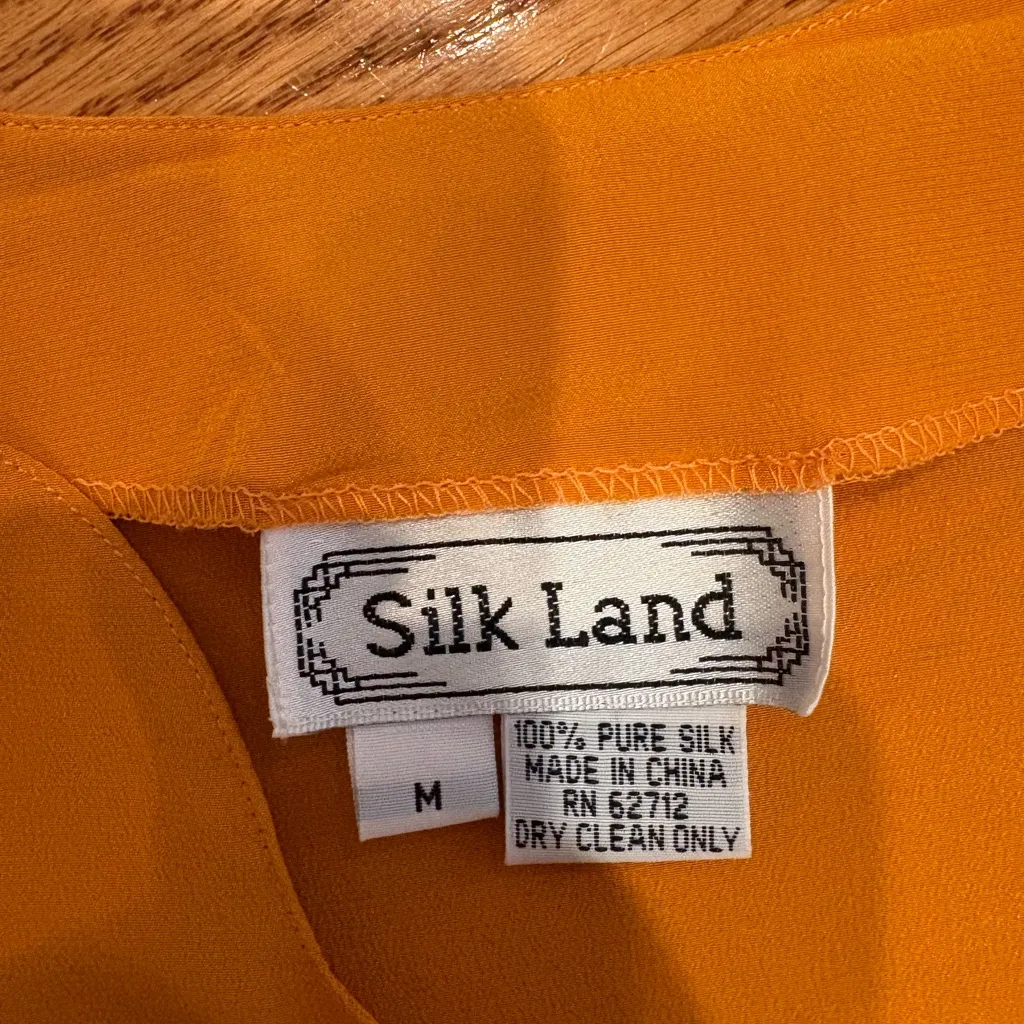 Silk Land
M
100% PURE SILK
MADE IN CHINA
RN 62712
DRY CLEAN ONLY